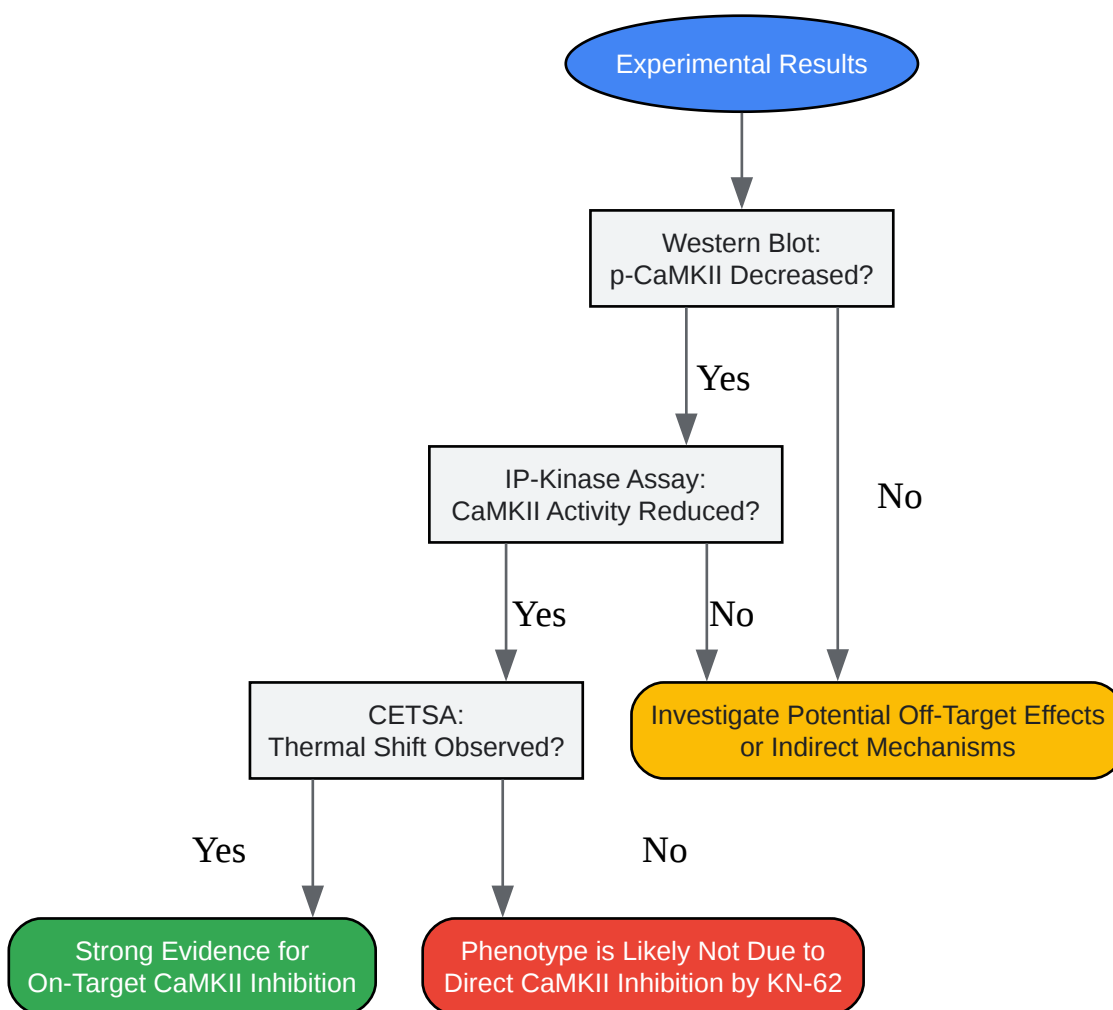 Experimental Results
Western Blot:
p-CaMKII Decreased?
Yes
No
IP-Kinase Assay:
CaMKII Activity Reduced?
Yes
No
CETSA:
Thermal Shift Observed?
Investigate Potential Off-Target Effects
or Indirect Mechanisms
Yes
No
Strong Evidence for
On-Target CaMKII Inhibition
Phenotype is Likely Not Due to
Direct CaMKII Inhibition by KN-62